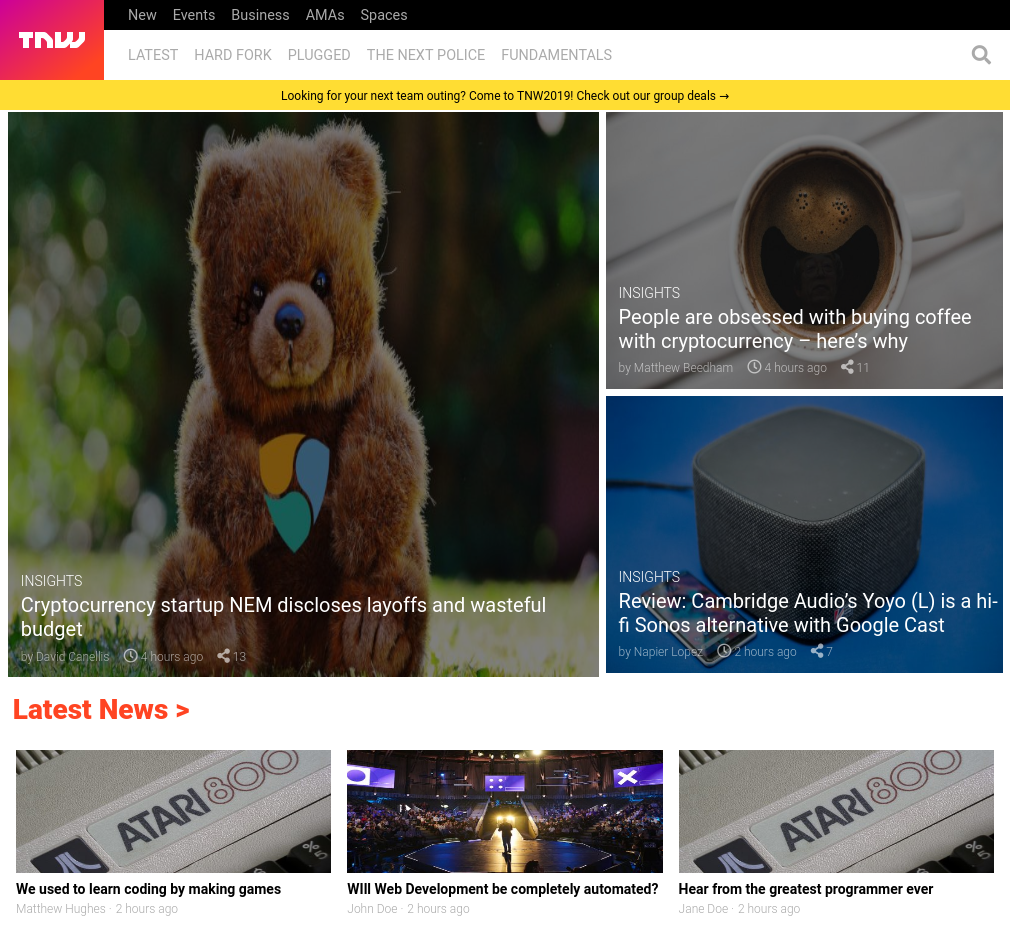 TNW
New Events Business AMAs Spaces
LATEST HARD FORK PLUGGED THE NEXT POLICE FUNDAMENTALS
Looking for your next team outing? Come to TNW2019! Check out our group deals →
INSIGHTS
Cryptocurrency startup NEM discloses layoffs and wasteful
budget
by David Canellis 4 hours ago 13
INSIGHTS
People are obsessed with buying coffee
with cryptocurrency – here’s why
by Matthew Beedham 4 hours ago 11
INSIGHTS
Review: Cambridge Audio’s Yoyo (L) is a hi-
fi Sonos alternative with Google Cast
by Napier Lopez 2 hours ago 7
Latest News >
ATARI 800
ATARI 800
We used to learn coding by making games
Matthew Hughes · 2 hours ago
WIll Web Development be completely automated?
John Doe · 2 hours ago
Hear from the greatest programmer ever
Jane Doe · 2 hours ago